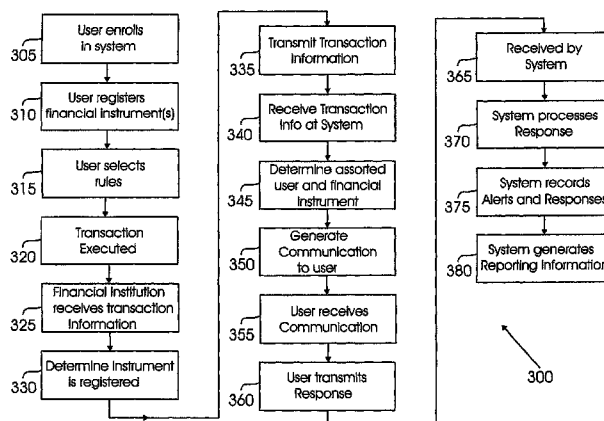 305
User enrolls
in system
310
User registers
financial instrument(s)
315
User selects
rules
320
Transaction
Executed
325
Financial Institution
receives transaction
Information
330
Determine Instrument
is registered
335
Transmit Transaction
Information
340
Receive Transaction
Info at System
345
Determine assorted
user and financial
Instrument
350
Generate
Communication
to user
355
User receives
Communication
360
User transmits
Response
365
Received by
System
370
System processes
Response
375
System records
Alerts and Responses
380
System generates
Reporting Information
300